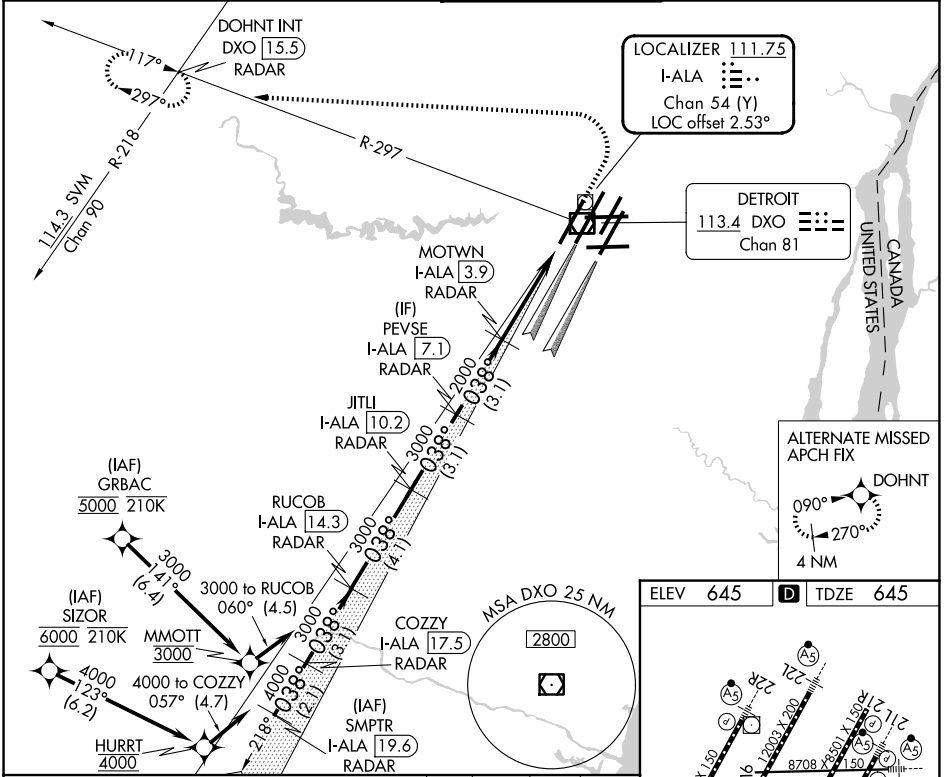 DOHNT INT
DXO 15.5
RADAR
117°
297°
R-218
114.3 SVM
Chan 90
R-297
LOCALIZER 111.75
I-ALA
Chan 54 (Y)
LOC offset 2.53°
DETROIT
113.4 DXO
Chan 81
CANADA
UNITED STATES
MOTWN
I-ALA 3.9
RADAR
(IF)
PEVSE
I-ALA 7.1
RADAR
2000
038°
(3.1)
JITLI
I-ALA 10.2
RADAR
3000
038°
(3.1)
RUCOB
I-ALA 14.3
RADAR
3000
038°
(4.1)
(IAF)
GRBAC
5000 210K
3000
141°
(6.4)
3000 to RUCOB
060° (4.5)
MMOTT
3000
(IAF)
SIZOR
6000 210K
4000
123°
(6.2)
4000 to COZZY
057° (4.7)
HURRT
4000
3000
038°
(3.1)
COZZY
I-ALA 17.5
RADAR
4000
038°
(2.1)
218°
(IAF)
SMPTR
I-ALA 19.6
RADAR
MSA DXO 25 NM
2800
ALTERNATE MISSED
APCH FIX
DOHNT
090°
270°
4 NM
ELEV 645
D
TDZE 645
A5
22R
A5
22L
12003 X 200
8501 X 150
21R
21L
A5
A5
X 150
8708 X 150